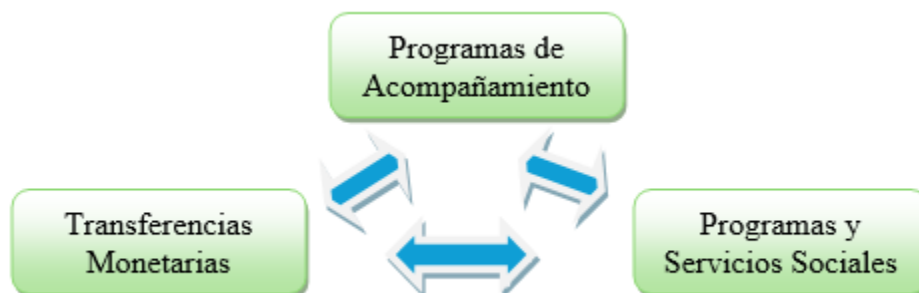 Programas de
Acompañamiento
Transferencias
Monetarias
Programas y
Servicios Sociales